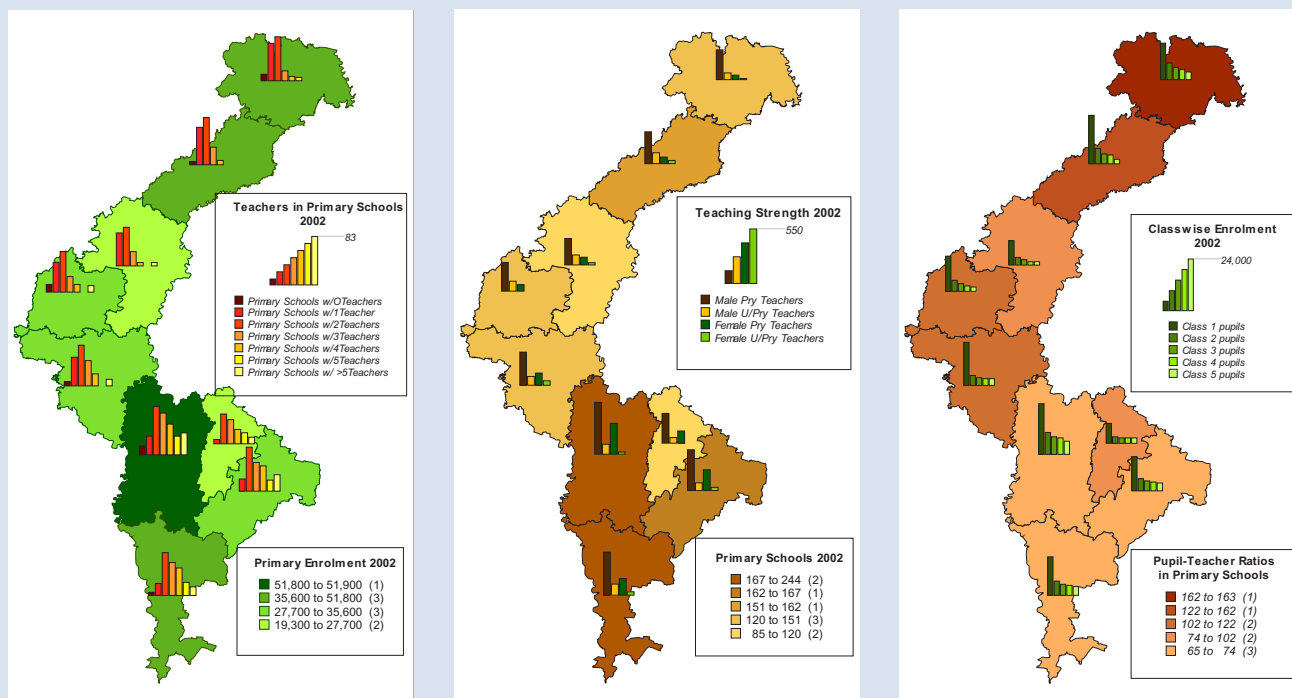 Teachers in Primary Schools
2002
83
Primary Schools w/OTeachers
Primary Schools w/1Teacher
Primary Schools w/2Teachers
Primary Schools w/3Teachers
Primary Schools w/4Teachers
Primary Schools w/5Teachers
Primary Schools w/ >5Teachers
Primary Enrolment 2002
51,800 to 51,900 (1)
35,600 to 51,800 (3)
27,700 to 35,600 (3)
19,300 to 27,700 (2)
Teaching Strength 2002
550
Male Pry Teachers
Male U/Pry Teachers
Female Pry Teachers
Female U/Pry Teachers
Primary Schools 2002
167 to 244 (2)
162 to 167 (1)
151 to 162 (1)
120 to 151 (3)
85 to 120 (2)
Classwise Enrolment
2002
24,000
Class 1 pupils
Class 2 pupils
Class 3 pupils
Class 4 pupils
Class 5 pupils
Pupil-Teacher Ratios
in Primary Schools
162 to 163 (1)
122 to 162 (1)
102 to 122 (2)
74 to 102 (2)
65 to 74 (3)